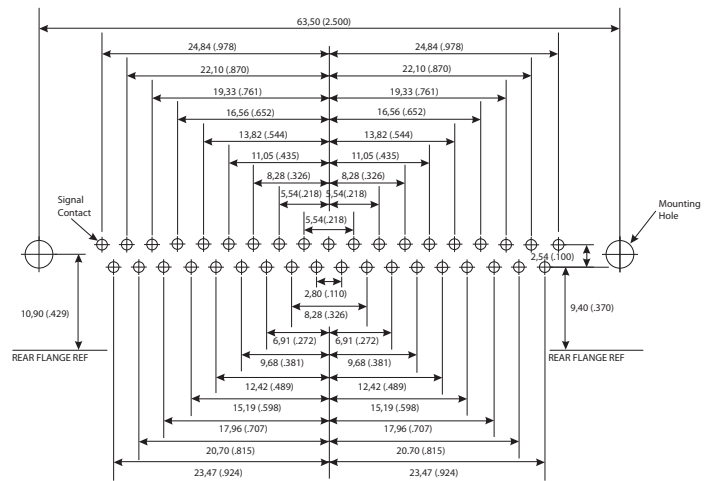 63,50 (2.500)
24,84 (.978) 24,84 (.978)
22,10 (.870) 22,10 (.870)
19,33 (.761) 19,33 (.761)
16,56 (.652) 16,56 (.652)
13,82 (.544) 13,82 (.544)
11,05 (.435) 11,05 (.435)
8,28 (.326) 8,28 (.326)
5,54(.218) 5,54(.218)
Signal
Contact
Mounting
Hole
5,54(.218)
2,54 (.100)
2,80 (.110)
10,90 (.429)
9,40 (.370)
8,28 (.326)
6,91 (.272) 6,91 (.272)
REAR FLANGE REF REAR FLANGE REF
9,68 (.381) 9,68 (.381)
12,42 (.489) 12,42 (.489)
15,19 (.598) 15,19 (.598)
17,96 (.707) 17,96 (.707)
20,70 (.815) 20.70 (.815)
23,47 (.924) 23,47 (.924)